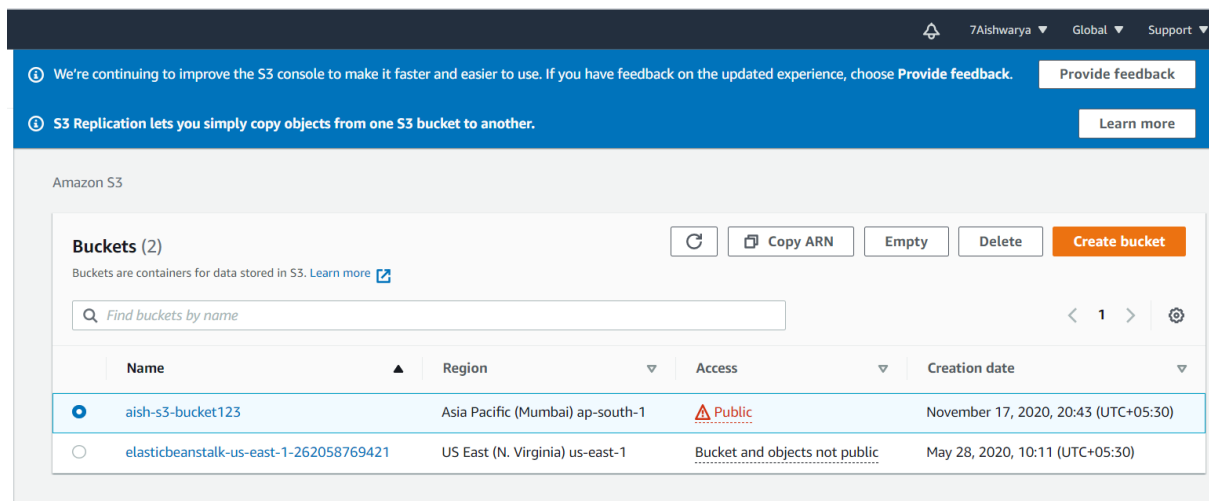 7Aishwarya ▼ Global ▼ Support ▼
We're continuing to improve the S3 console to make it faster and easier to use. If you have feedback on the updated experience, choose Provide feedback. Provide feedback
S3 Replication lets you simply copy objects from one S3 bucket to another. Learn more
Amazon S3
Buckets (2) Copy ARN Empty Delete Create bucket
Buckets are containers for data stored in S3. Learn more
Find buckets by name 1
Name Region Access Creation date
aish-s3-bucket123 Asia Pacific (Mumbai) ap-south-1 Public November 17, 2020, 20:43 (UTC+05:30)
elasticbeanstalk-us-east-1-262058769421 US East (N. Virginia) us-east-1 Bucket and objects not public May 28, 2020, 10:11 (UTC+05:30)